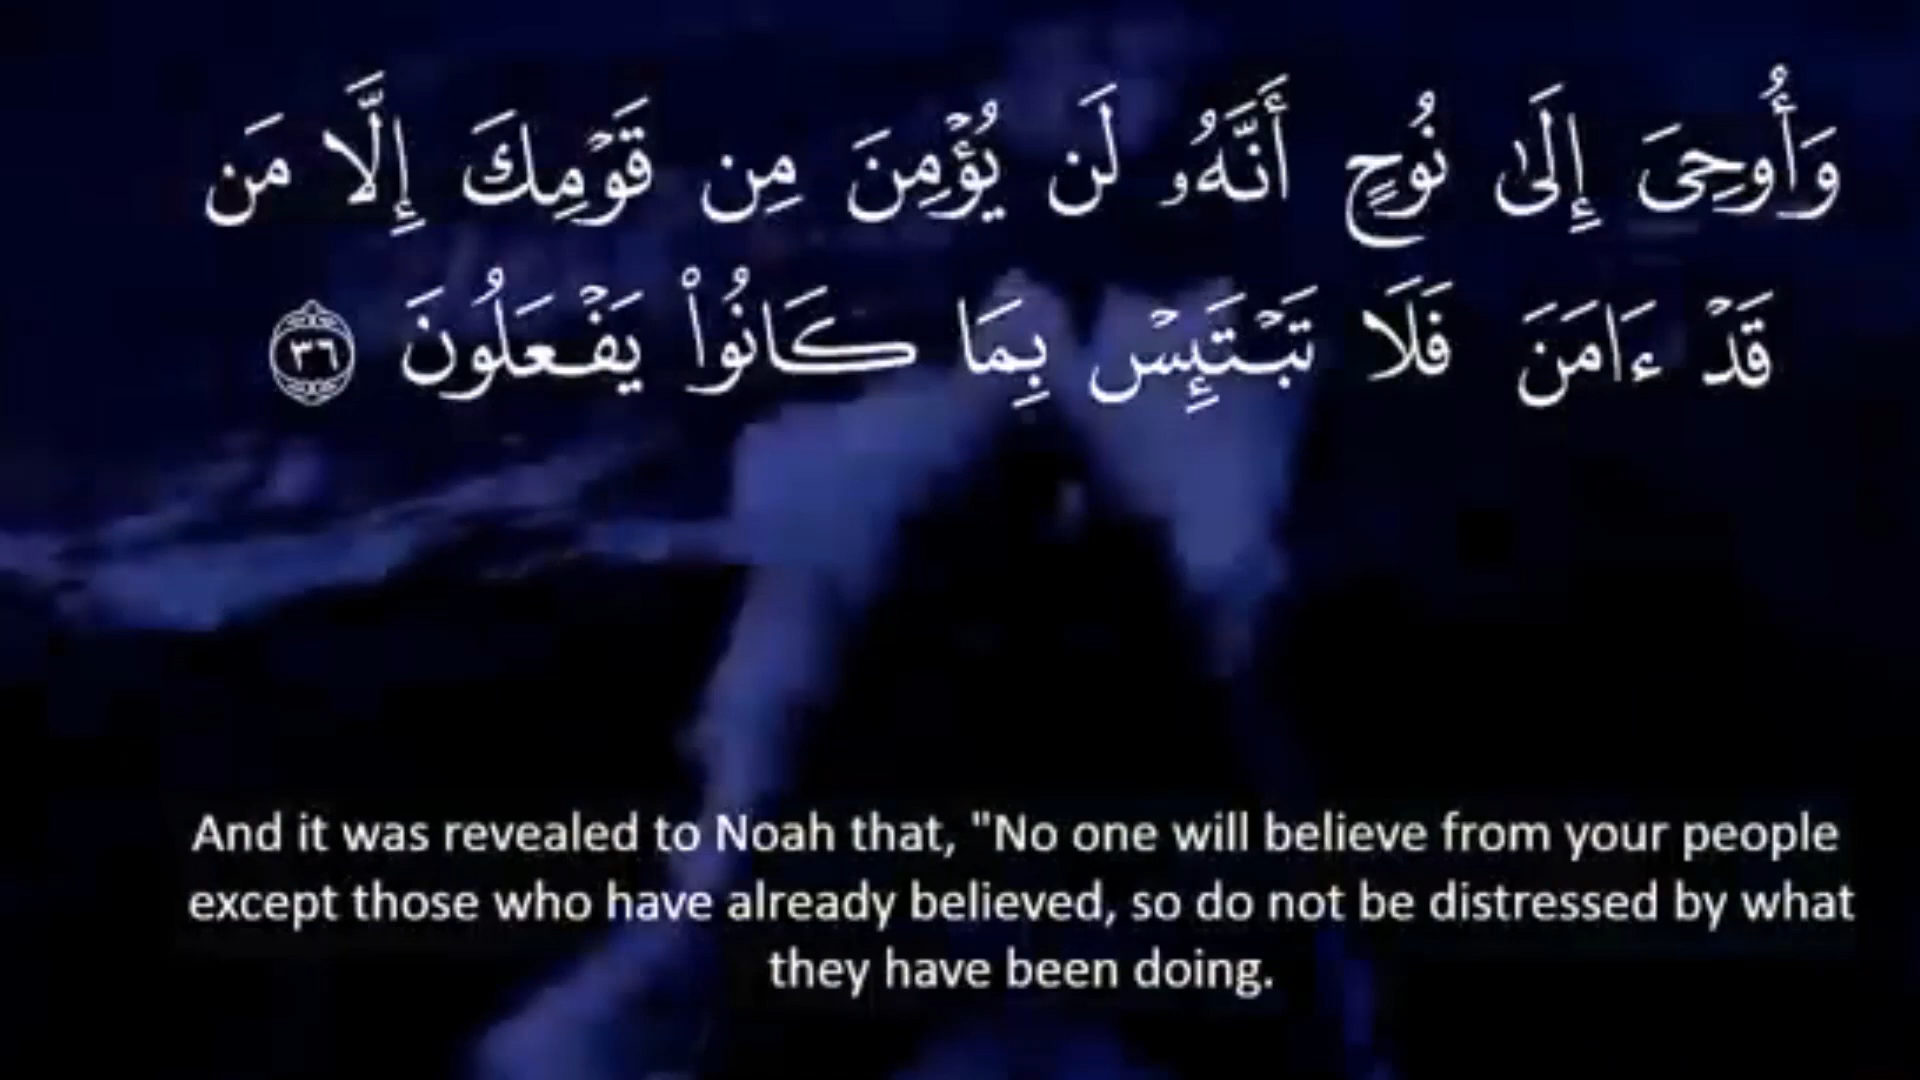 وَأُوحِىَ إِلَىٰ نُوحٍ أَنَّهُۥ لَن يُؤْمِنَ مِن قَوْمِكَ إِلَّا مَن
قَدْ ءَامَنَ فَلَا تَبْتَئِسْ بِمَا كَانُوا۟ يَفْعَلُونَ ٣٦
And it was revealed to Noah that, "No one will believe from your people
except those who have already believed, so do not be distressed by what
they have been doing.